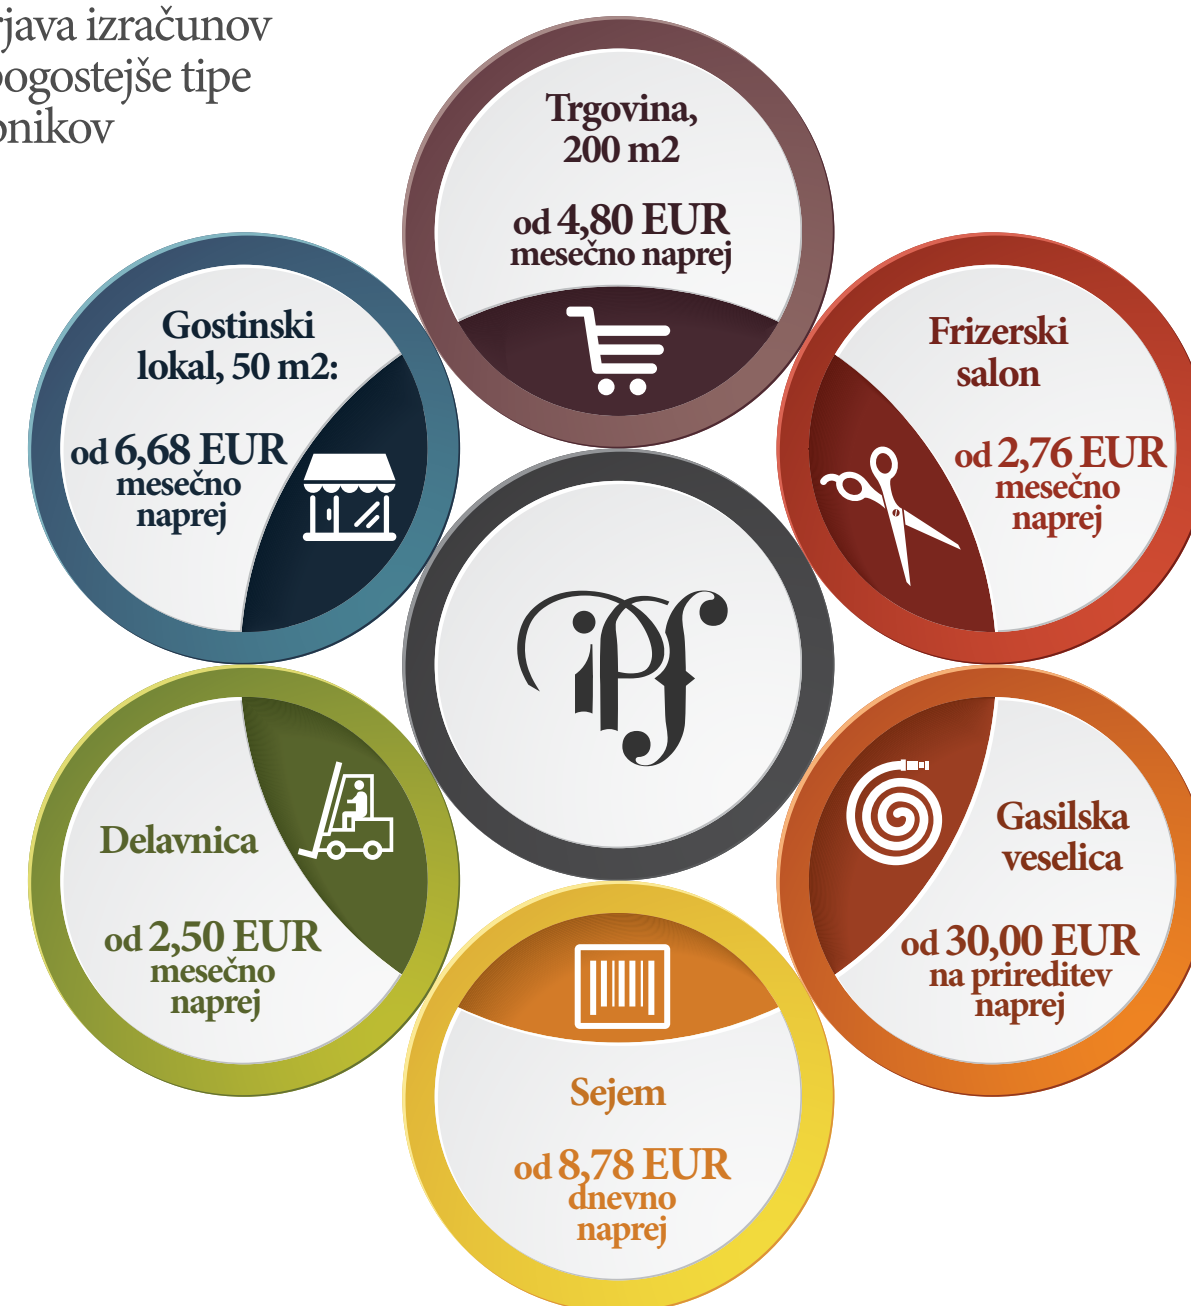 rjava izračunov
ogostejše tipe
nikov
Trgovina,
200 m2
od 4,80 EUR
mesečno naprej
Gostinski
lokal, 50 m2:
od 6,68 EUR
mesečno
naprej
Frizerski
salon
od 2,76 EUR
mesečno
naprej
ipf
Delavnica
od 2,50 EUR
mesečno
naprej
Gasilska
veselica
od 30,00 EUR
na prireditev
naprej
Sejem
od 8,78 EUR
dnevno
naprej